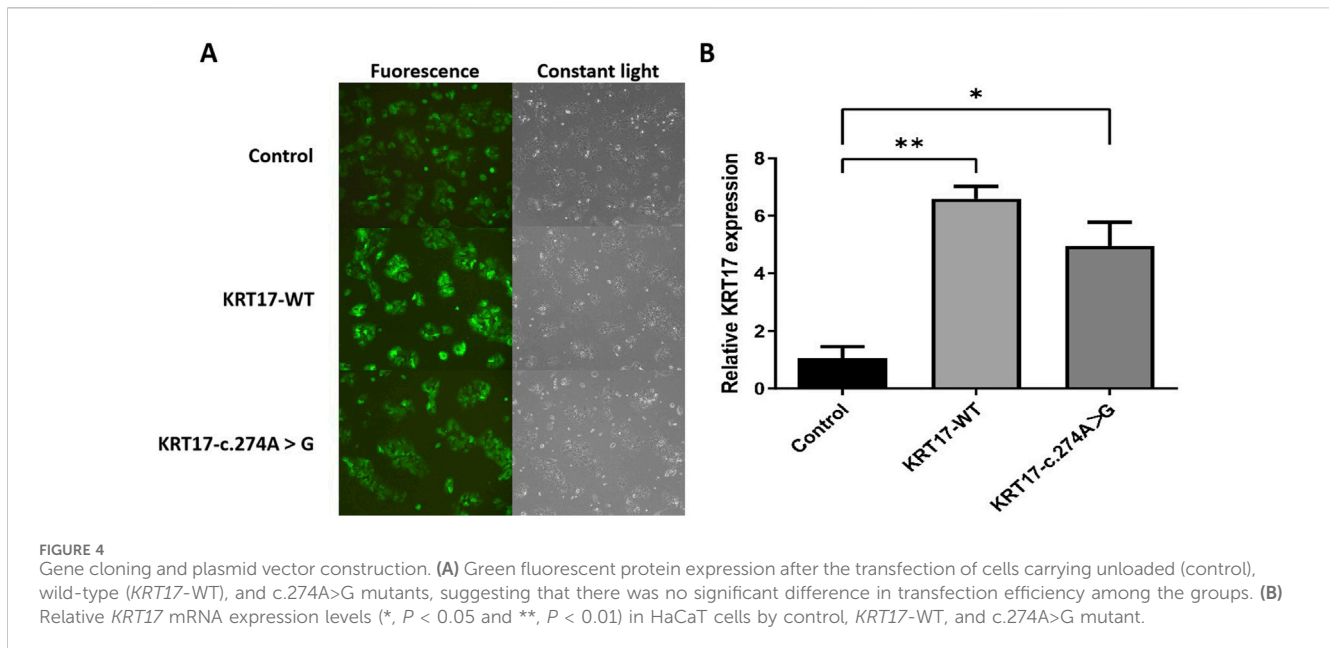 A
Fuorescence
Constant light
Control
KRT17-WT
KRT17-c.274A > G
B
*
**
Relative KRT17 expression
8
6
4
2
0
Control
KRT17-WT
KRT17-c.274A>G
FIGURE 4
Gene cloning and plasmid vector construction. (A) Green fluorescent protein expression after the transfection of cells carrying unloaded (control),
wild-type (KRT17-WT), and c.274A>G mutants, suggesting that there was no significant difference in transfection efficiency among the groups. (B)
Relative KRT17 mRNA expression levels (*, P < 0.05 and **, P < 0.01) in HaCaT cells by control, KRT17-WT, and c.274A>G mutant.